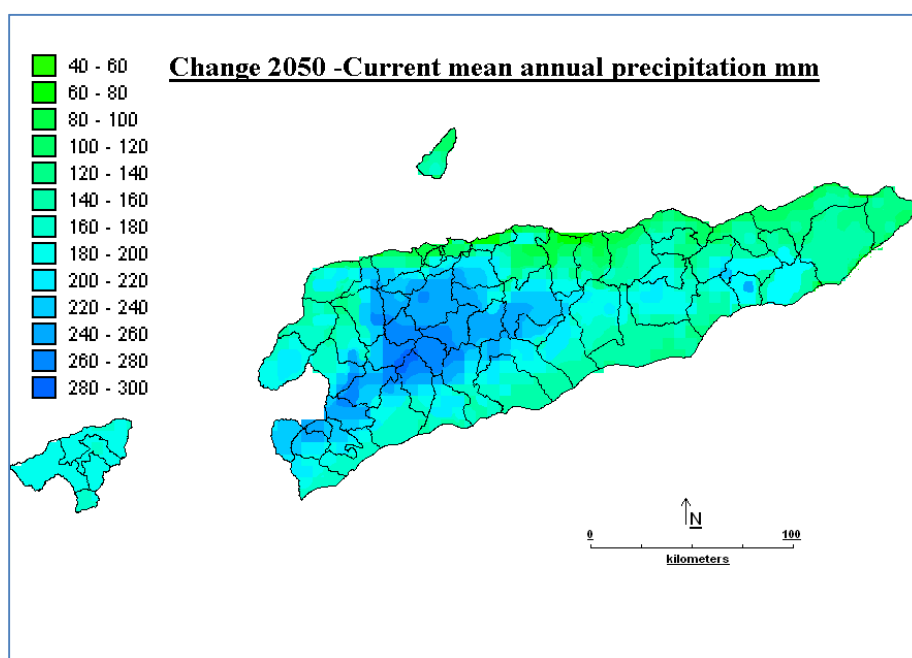 Change 2050 -Current mean annual precipitation mm
40 - 60
60 - 80
80 - 100
100 - 120
120 - 140
140 - 160
160 - 180
180 - 200
200 - 220
220 - 240
240 - 260
260 - 280
280 - 300
N
0 100
kilometers